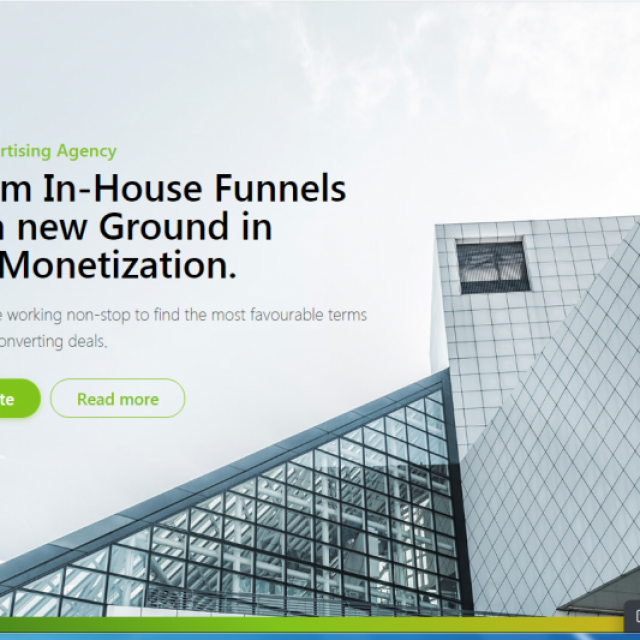 rtising Agency
m In-House Funnels
new Ground in
Monetization.
working non-stop to find the most favourable terms
onverting deals.
te
Read more